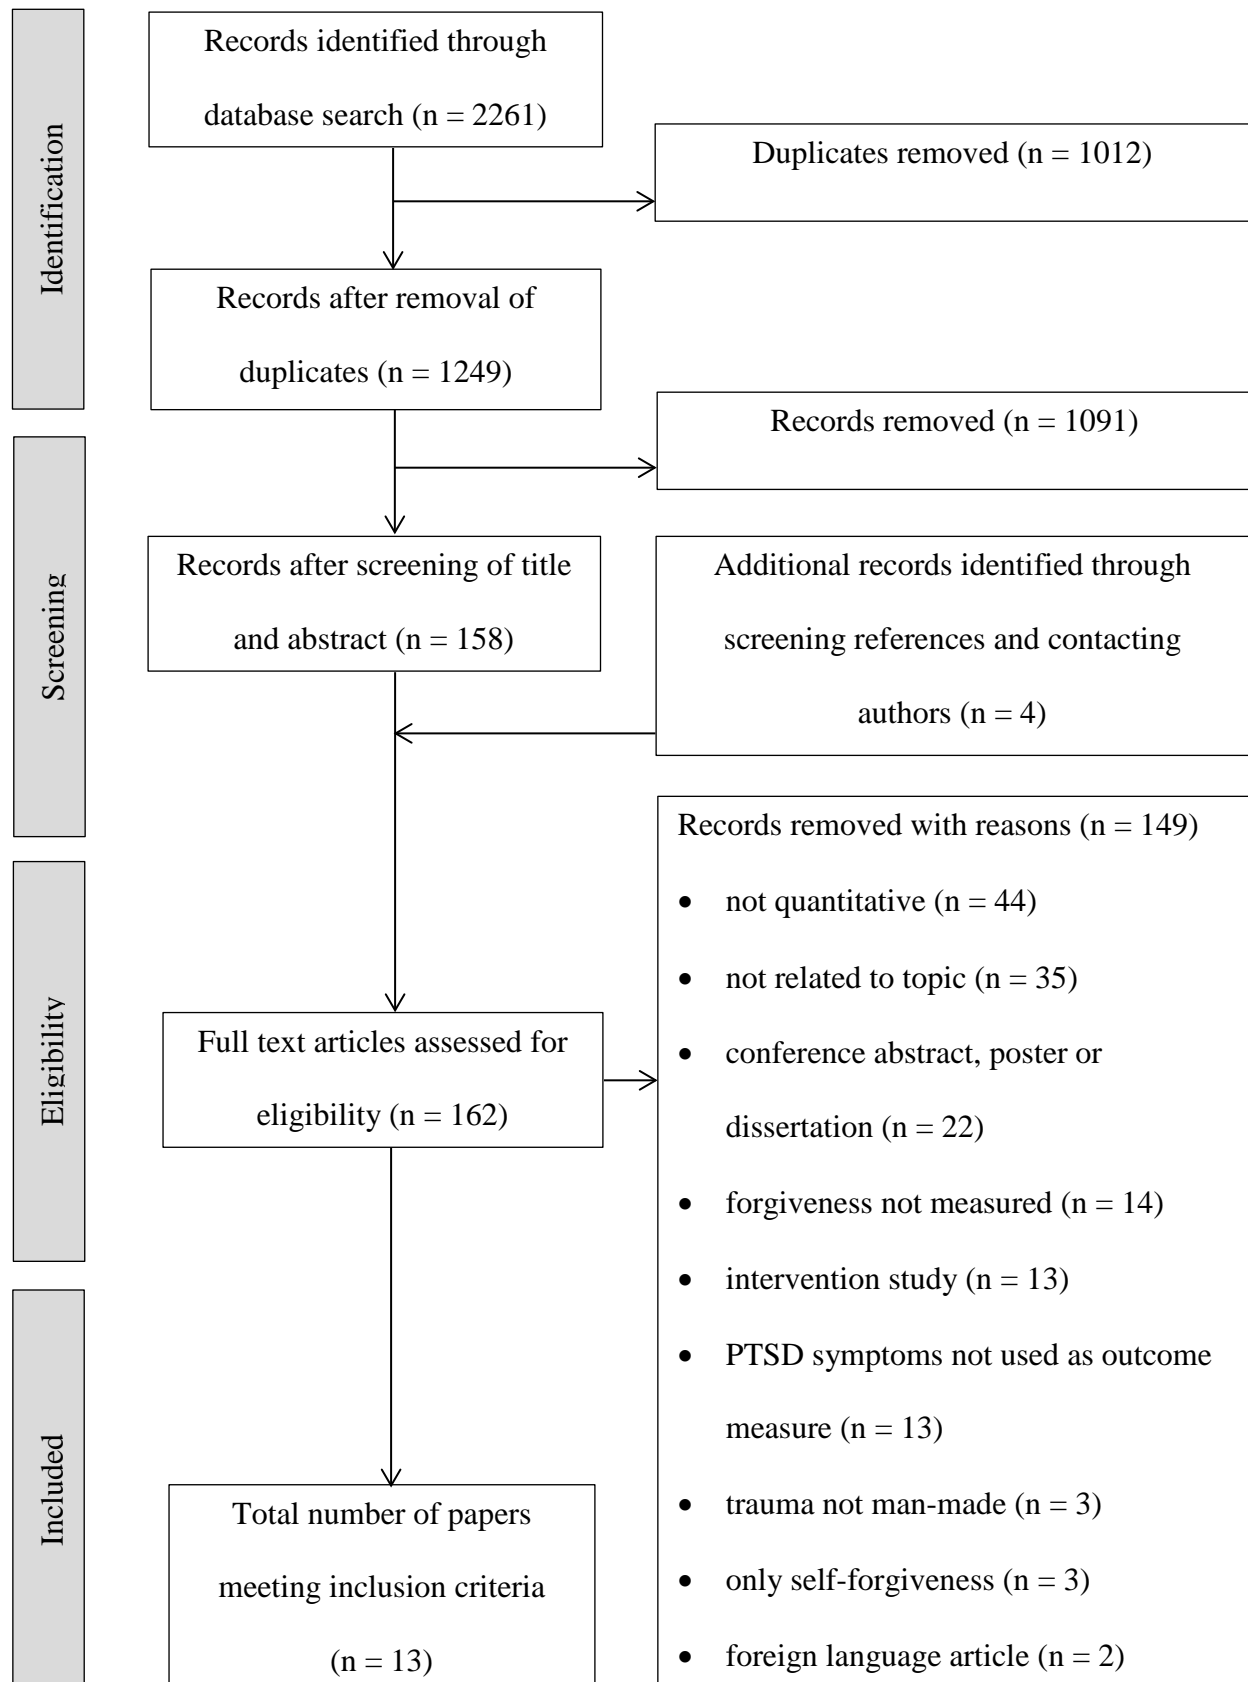 Identification
Records identified through
database search (n = 2261)
Duplicates removed (n = 1012)
Records after removal of
duplicates (n = 1249)
Records removed (n = 1091)
Screening
Records after screening of title
and abstract (n = 158)
Additional records identified through
screening references and contacting
authors (n = 4)
Eligibility
Full text articles assessed for
eligibility (n = 162)
Records removed with reasons (n = 149)
• not quantitative (n = 44)
• not related to topic (n = 35)
• conference abstract, poster or
dissertation (n = 22)
• forgiveness not measured (n = 14)
• intervention study (n = 13)
• PTSD symptoms not used as outcome
measure (n = 13)
• trauma not man-made (n = 3)
• only self-forgiveness (n = 3)
• foreign language article (n = 2)
Included
Total number of papers
meeting inclusion criteria
(n = 13)